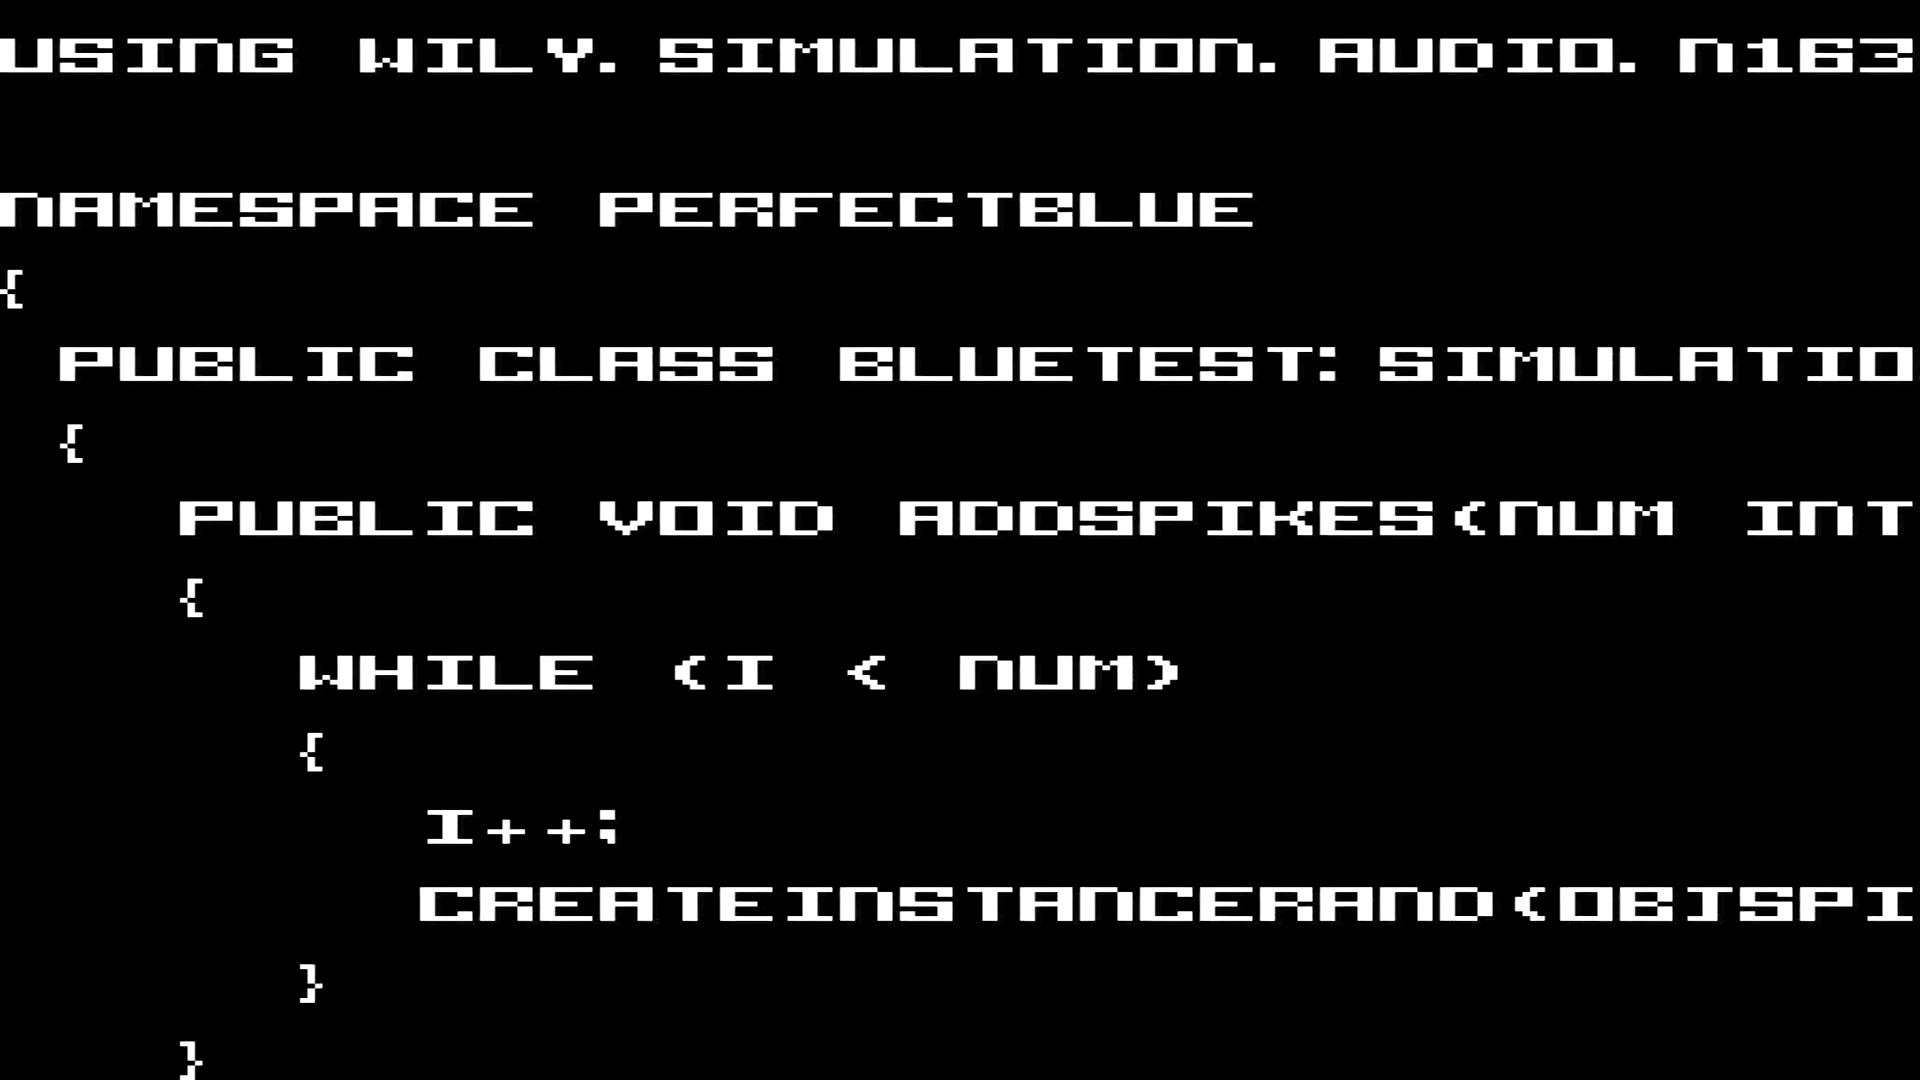 USING WILY. SIMULATION. AUDIO. N163
NAMESPACE PERFECTBLUE
{
PUBLIC CLASS BLUETEST: SIMULATIO
{
PUBLIC VOID ADDSPIKES(NUM INT
{
WHILE (I < NUM)
{
I++;
CREATEINSTANCERAND(OBJSPI
}
}